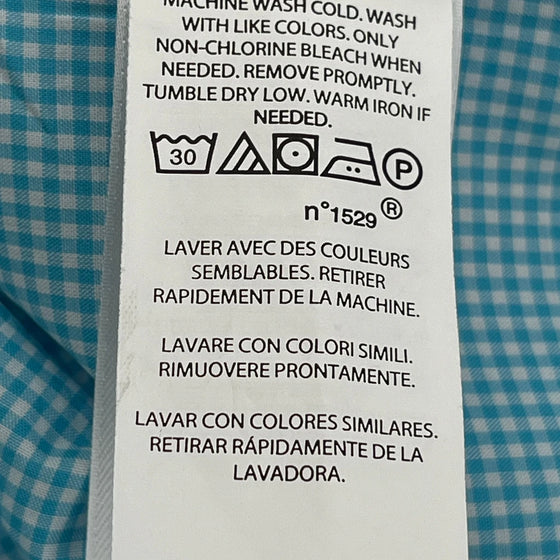 MACHINE WASH COLD. WASH
WITH LIKE COLORS. ONLY
NON-CHLORINE BLEACH WHEN
NEEDED. REMOVE PROMPTLY.
TUMBLE DRY LOW. WARM IRON IF
NEEDED.
30 P
n°1529®
LAVER AVEC DES COULEURS
SEMBLABLES. RETIRER
RAPIDEMENT DE LA MACHINE.
LAVARE CON COLORI SIMILI.
RIMUOVERE PRONTAMENTE.
LAVAR CON COLORES SIMILARES.
RETIRAR RÁPIDAMENTE DE LA
LAVADORA.